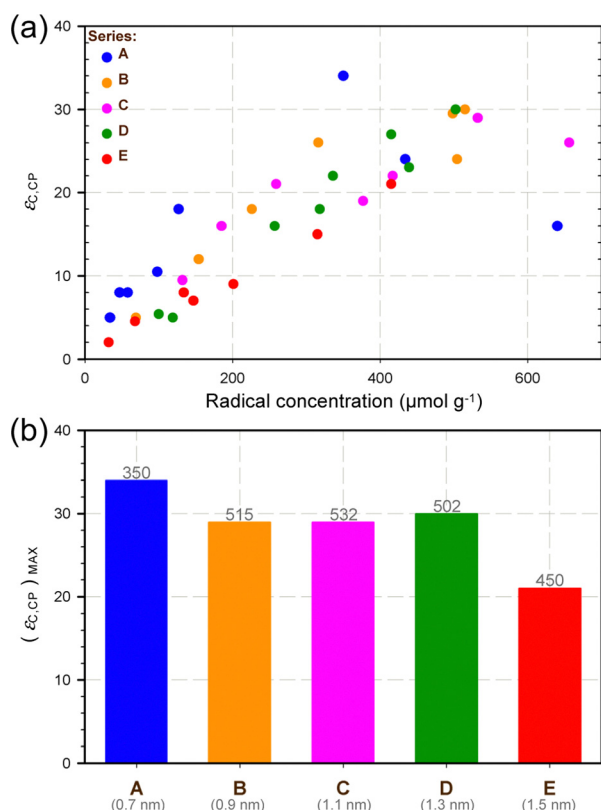 (a)
Series:
A
B
C
D
E
40
30
20
10
0
εC,CP
0 200 400 600
Radical concentration (µmol g⁻¹)
(b)
40
30
20
10
0
( εC,CP ) MAX
350
515
532
502
450
A B C D E
(0.7 nm) (0.9 nm) (1.1 nm) (1.3 nm) (1.5 nm)